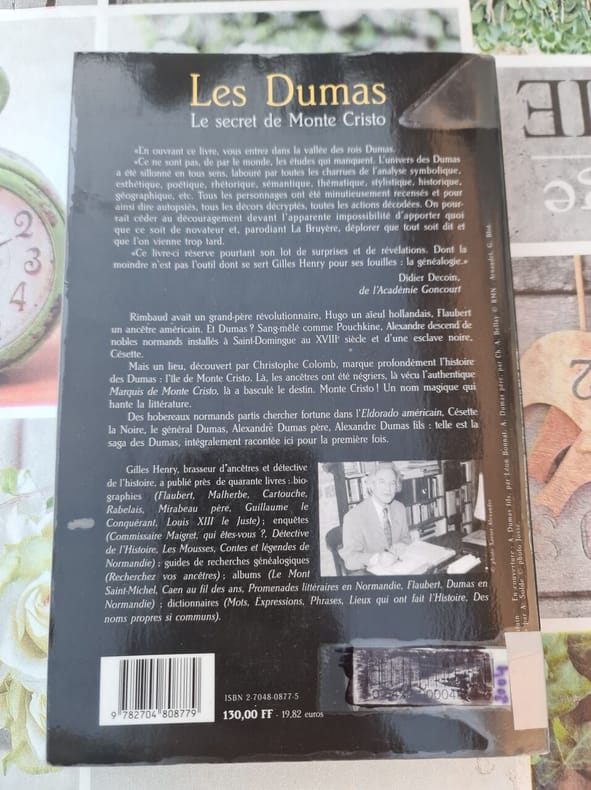 Les Dumas
Le secret de Monte Cristo
«En ouvrant ce livre, vous entrez dans la vallée des rois Dumas.
«Ce ne sont pas, de par le monde, les études qui manquent. L'univers des Dumas
a été sillonné en tous sens, labouré par toutes les charrues de l'analyse symbolique,
esthétique, poétique, rhétorique, sémantique, thématique, stylistique, historique,
géographique, etc. Tous les personnages ont été minutieusement recensés et pour
ainsi dire autopsiés, tous les décors décryptés, toutes les actions décodées. On pour-
rait céder au découragement devant l'apparente impossibilité d'apporter quoi
que ce soit de novateur et, parodiant La Bruyère, déplorer que tout soit dit et
que l'on vienne trop tard.
«Ce livre-ci réserve pourtant son lot de surprises et de révélations. Dont la
moindre n'est pas l'outil dont se sert Gilles Henry pour ses fouilles : la généalogie.»
Didier Decoin,
de l'Académie Goncourt
Rimbaud avait un grand-père révolutionnaire, Hugo un aïeul hollandais, Flaubert
un ancêtre américain. Et Dumas ? Sang-mêlé comme Pouchkine, Alexandre descend de
nobles normands installés à Saint-Domingue au XVIIIe siècle et d'une esclave noire,
Césette.
Mais un lieu, découvert par Christophe Colomb, marque profondément l'histoire
des Dumas : l'île de Monte Cristo. Là, les ancêtres ont été négriers, là vécu l'authentique
Marquis de Monte Cristo, là a basculé le destin. Monte Cristo ! Un nom magique qui
hante la littérature.
Des hobereaux normands partis chercher fortune dans l'Eldorado américain, Césette
la Noire, le général Dumas, Alexandre Dumas père, Alexandre Dumas fils : telle est la
saga des Dumas, intégralement racontée ici pour la première fois.
Gilles Henry, brasseur d'ancêtres et détective
de l'histoire, a publié près de quarante livres : bio-
graphies (Flaubert, Malherbe, Cartouche,
Rabelais, Mirabeau père, Guillaume le
Conquérant, Louis XIII le Juste) ; enquêtes
(Commissaire Maigret, qui êtes-vous ?, Détective
de l'Histoire, Les Mousses, Contes et légendes de
Normandie) ; guides de recherches généalogiques
(Recherchez vos ancêtres) ; albums (Le Mont
Saint-Michel, Caen au fil des ans, Promenades littéraires en Normandie, Flaubert, Dumas en
Normandie) ; dictionnaires (Mots, Expressions, Phrases, Lieux qui ont fait l'Histoire, Des
noms propres si communs).
ISBN 2-7048-0877-5
130,00 FF - 19,82 euros
9 782704 808779